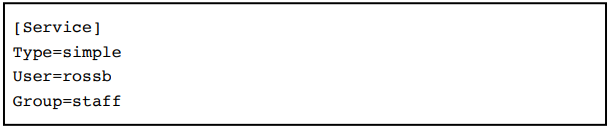 [Service]
Type=simple
User=rossb
Group=staff